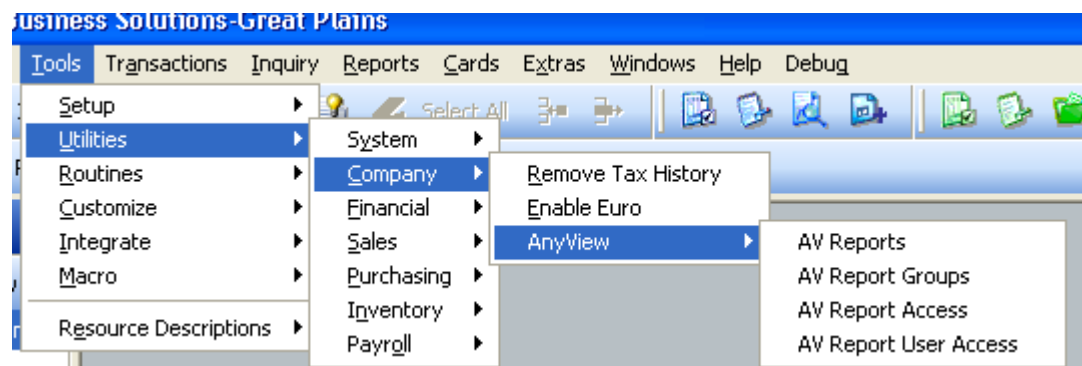 Business Solutions-Great Plains
Tools Transactions Inquiry Reports Cards Extras Windows Help Debug
Select All
Setup
Utilities
Routines
Customize
Integrate
Macro
Resource Descriptions
System
Company
Financial
Sales
Purchasing
Inventory
Payroll
Remove Tax History
Enable Euro
AnyView
AV Reports
AV Report Groups
AV Report Access
AV Report User Access